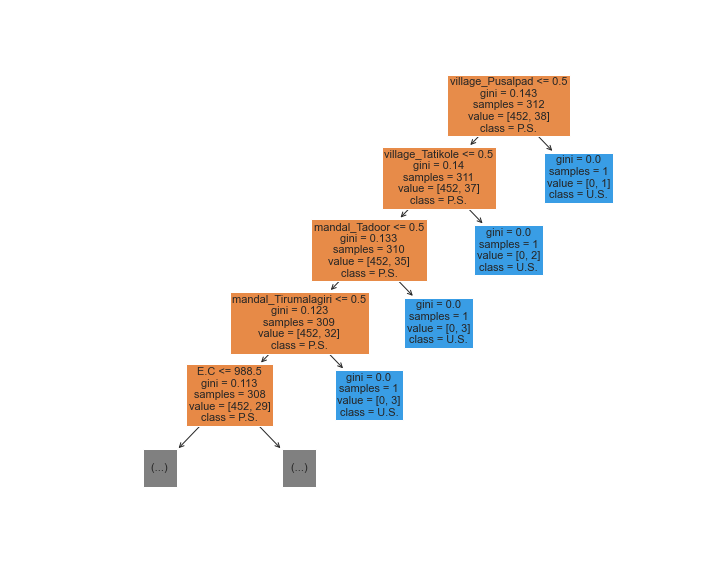 village_Pusalpad <= 0.5
gini = 0.143
samples = 312
value = [452, 38]
class = P.S.
village_Tatikole <= 0.5
gini = 0.14
samples = 311
value = [452, 37]
class = P.S.
gini = 0.0
samples = 1
value = [0, 1]
class = U.S.
mandal_Tadoor <= 0.5
gini = 0.133
samples = 310
value = [452, 35]
class = P.S.
gini = 0.0
samples = 1
value = [0, 2]
class = U.S.
mandal_Tirumalagiri <= 0.5
gini = 0.123
samples = 309
value = [452, 32]
class = P.S.
gini = 0.0
samples = 1
value = [0, 3]
class = U.S.
E.C <= 988.5
gini = 0.113
samples = 308
value = [452, 29]
class = P.S.
gini = 0.0
samples = 1
value = [0, 3]
class = U.S.
(...)
(...)